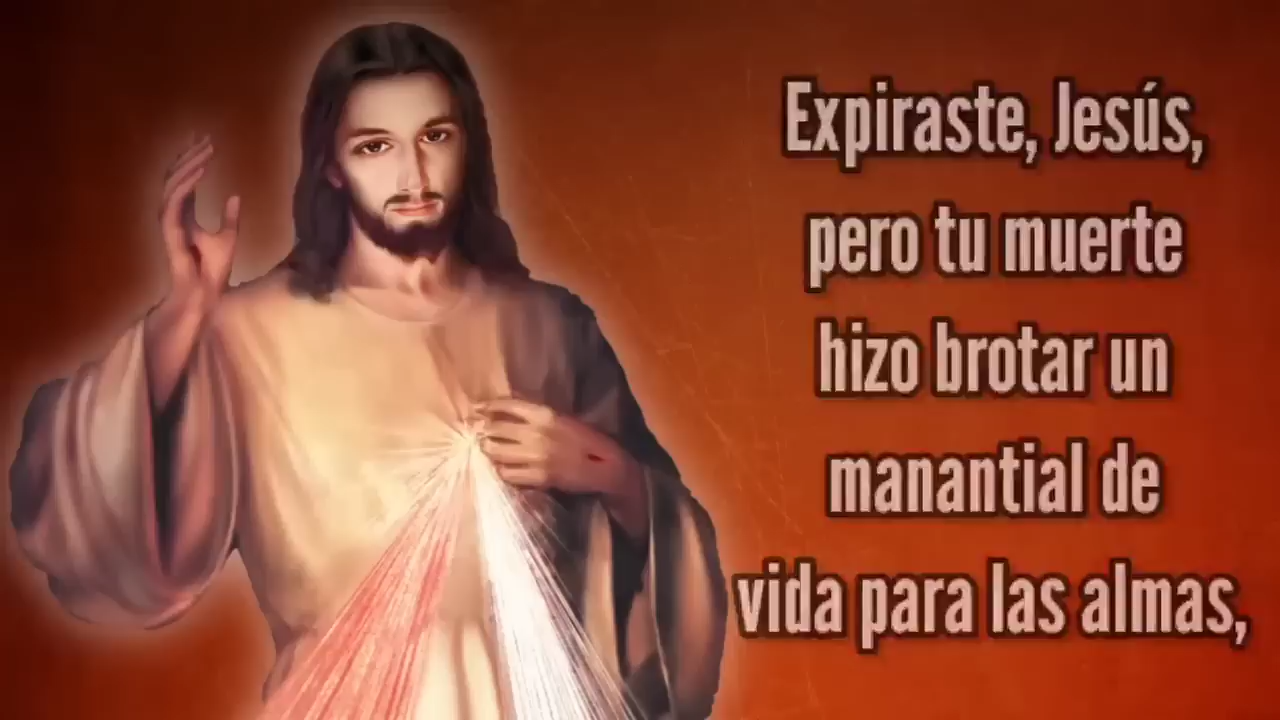 Expiraste, Jesús,
pero tu muerte
hizo brotar un
manantial de
vida para las almas,